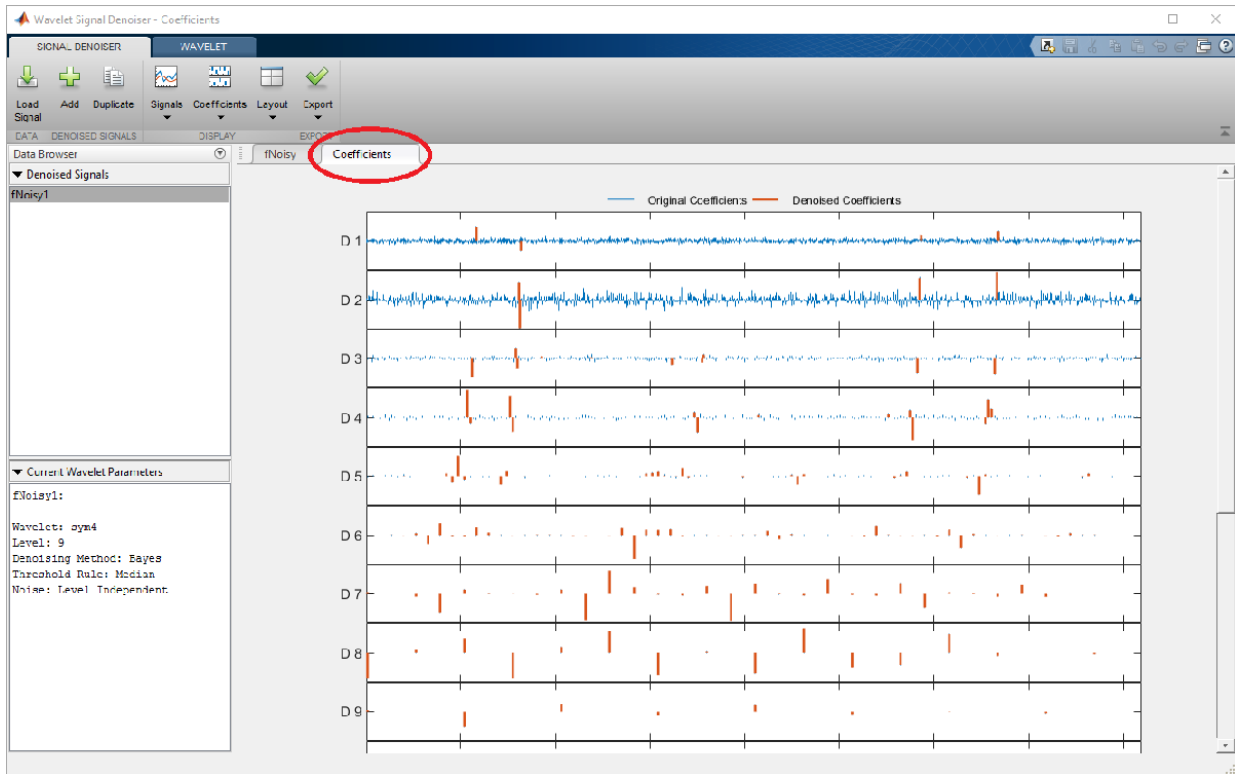 Wavelet Signal Denoiser - Coefficients
SIGNAL DENOISER WAVELET
Load Signal Add Duplicate Signals Coefficients Layout Export
DATA DENOISED SIGNALS DISPLAY EXPORT
Data Browser
fNoisy Coefficients
Denoised Signals
fNoisy1
Original Coefficients Denoised Coefficients
D 1
D 2
D 3
D 4
D 5
D 6
D 7
D 8
D 9
Current Wavelet Parameters
fNoisy1:
Wavelet: sym4
Level: 9
Denoising Method: Bayes
Threshold Rule: Median
Noise: Level Independent